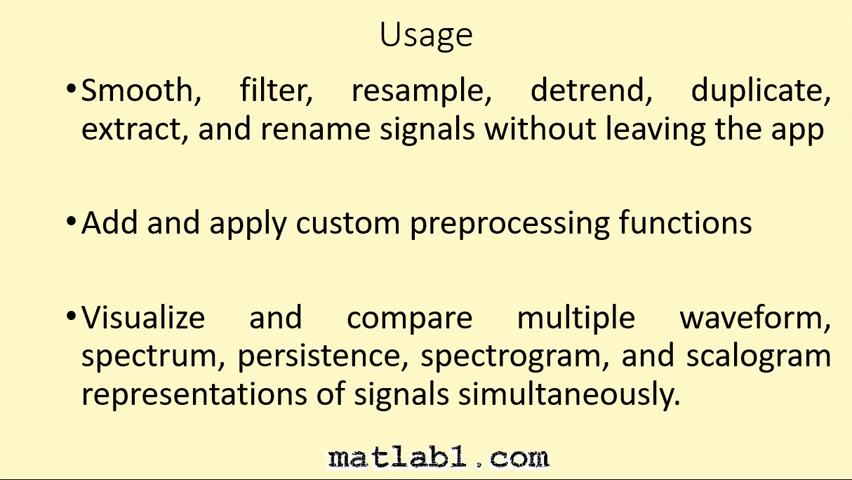 Usage
•Smooth, filter, resample, detrend, duplicate,
extract, and rename signals without leaving the app
•Add and apply custom preprocessing functions
•Visualize and compare multiple waveform,
spectrum, persistence, spectrogram, and scalogram
representations of signals simultaneously.
matlab1.com